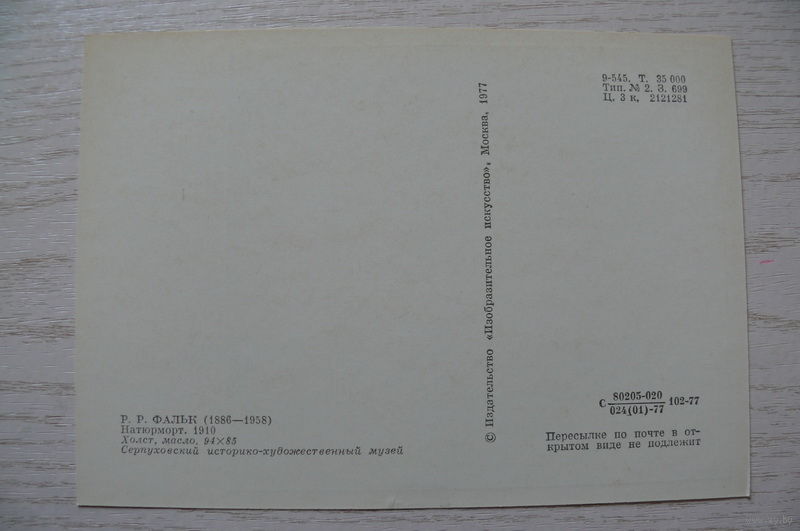 9-545. Т. 35 000
Тип. № 2. З. 699
Ц. 3 к, 2121281
© Издательство «Изобразительное искусство», Москва, 1977
Р. Р. ФАЛЬК (1886—1958)
Натюрморт. 1910
Холст, масло. 94×85
Серпуховский историко-художественный музей
С 80205-020
024(01)-77 102-77
Пересылке по почте в от-
крытом виде не подлежит